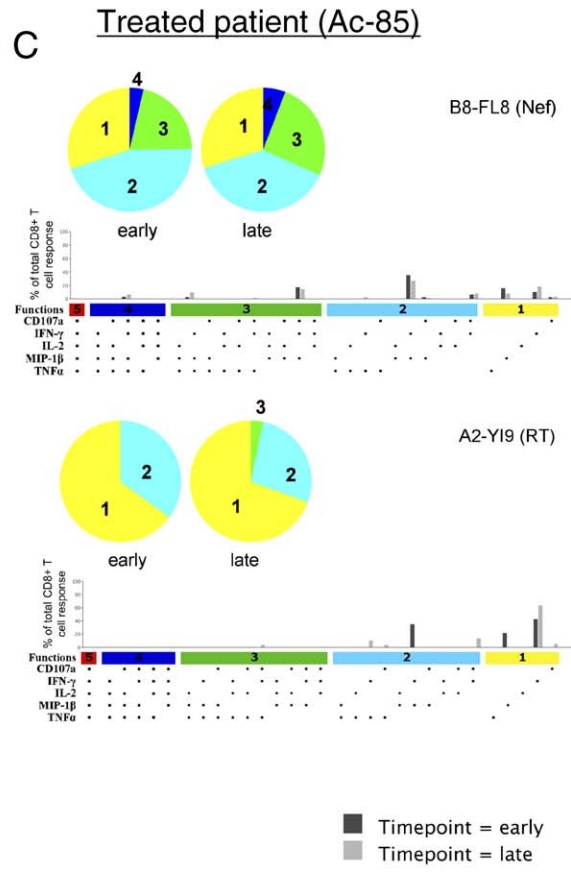 Treated patient (Ac-85)
C
B8-FL8 (Nef)
4
1
3
2
early
4
1
3
2
late
% of total CD8+ T
cell response
100
80
60
40
20
0
Functions 5 4 3 2 1
CD107a
IFN-γ
IL-2
MIP-1β
TNFα
A2-YI9 (RT)
2
1
early
3
2
1
late
% of total CD8+ T
cell response
100
80
60
40
20
0
Functions 5 4 3 2 1
CD107a
IFN-γ
IL-2
MIP-1β
TNFα
Timepoint = early
Timepoint = late